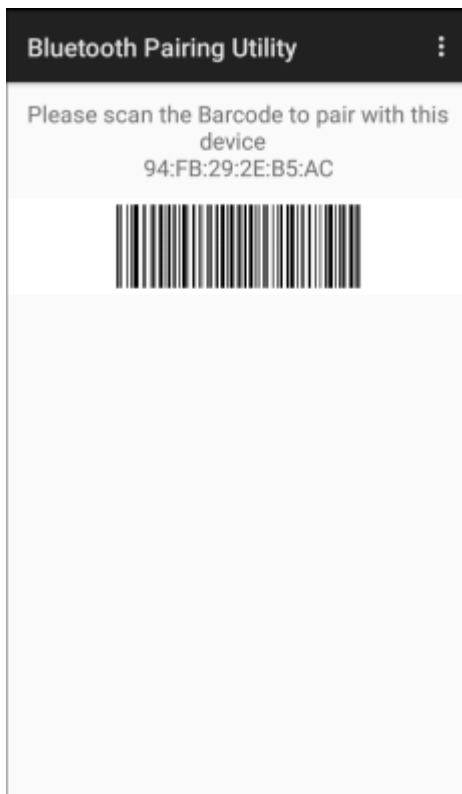 Bluetooth Pairing Utility
Please scan the Barcode to pair with this
device
94:FB:29:2E:B5:AC